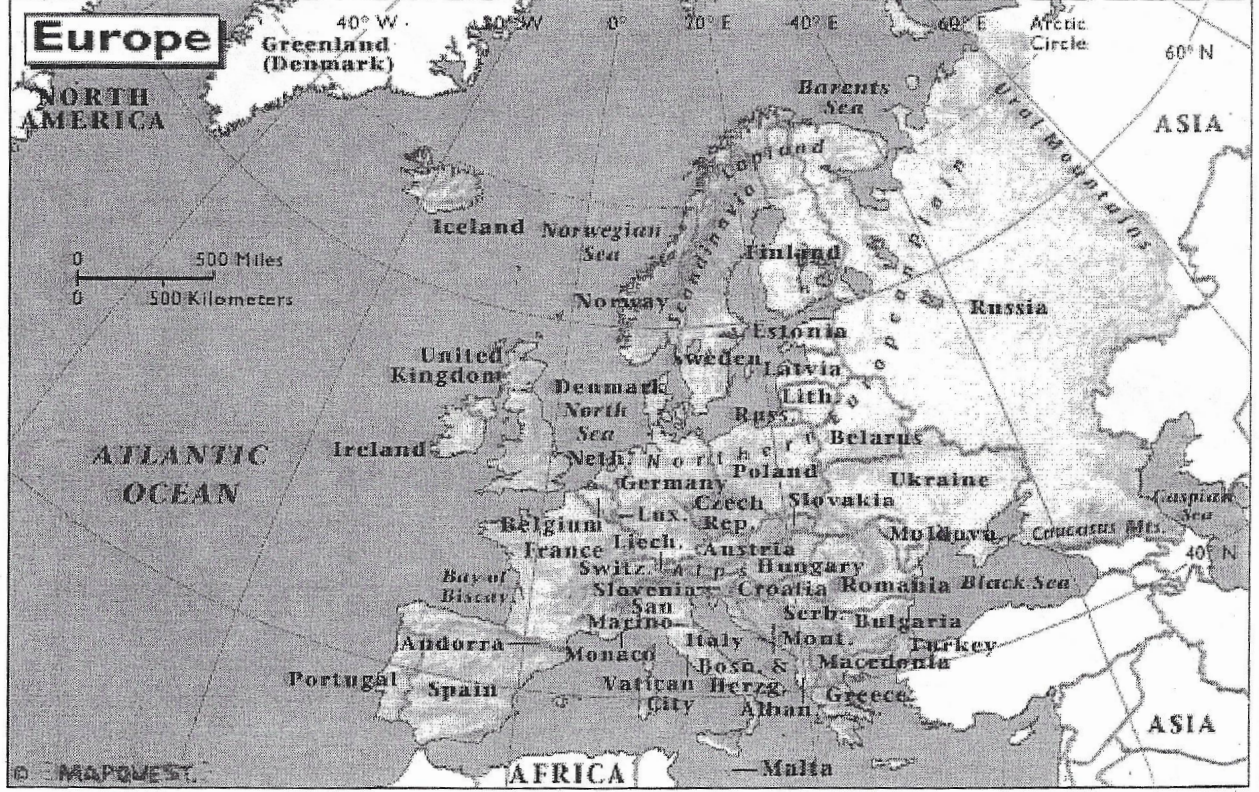 Europe
40° W
30° W
0°
20° E
40° E
60° E
Arctic
Circle
60° N
Greenland
(Denmark)
NORTH
AMERICA
Barents
Sea
Ural Mountains
ASIA
Lapland
Iceland
Norwegian
Sea
Scandinavia
Finland
0 500 Miles
0 500 Kilometers
Norway
Russia
Estonia
United
Kingdom
Sweden
Latvia
Denmark
Lith.
North
Sea
Russ.
Ireland
Belarus
ATLANTIC
OCEAN
Neth.
Northern European Plain
Poland
Germany
Ukraine
Czech
Rep.
Slovakia
Caspian
Sea
Belgium
Lux.
Moldova
Caucasus Mts.
France
Liech.
Austria
40° N
Switz.
Alps
Hungary
Bay of
Biscay
Slovenia
Croatia
Romania
Black Sea
San
Marino
Serb.
Mont.
Bulgaria
Andorra
Monaco
Italy
Turkey
Bosn. &
Herzg.
Macedonia
Portugal
Spain
Vatican
City
Greece
Alban.
ASIA
© MAPQUEST.
AFRICA
Malta